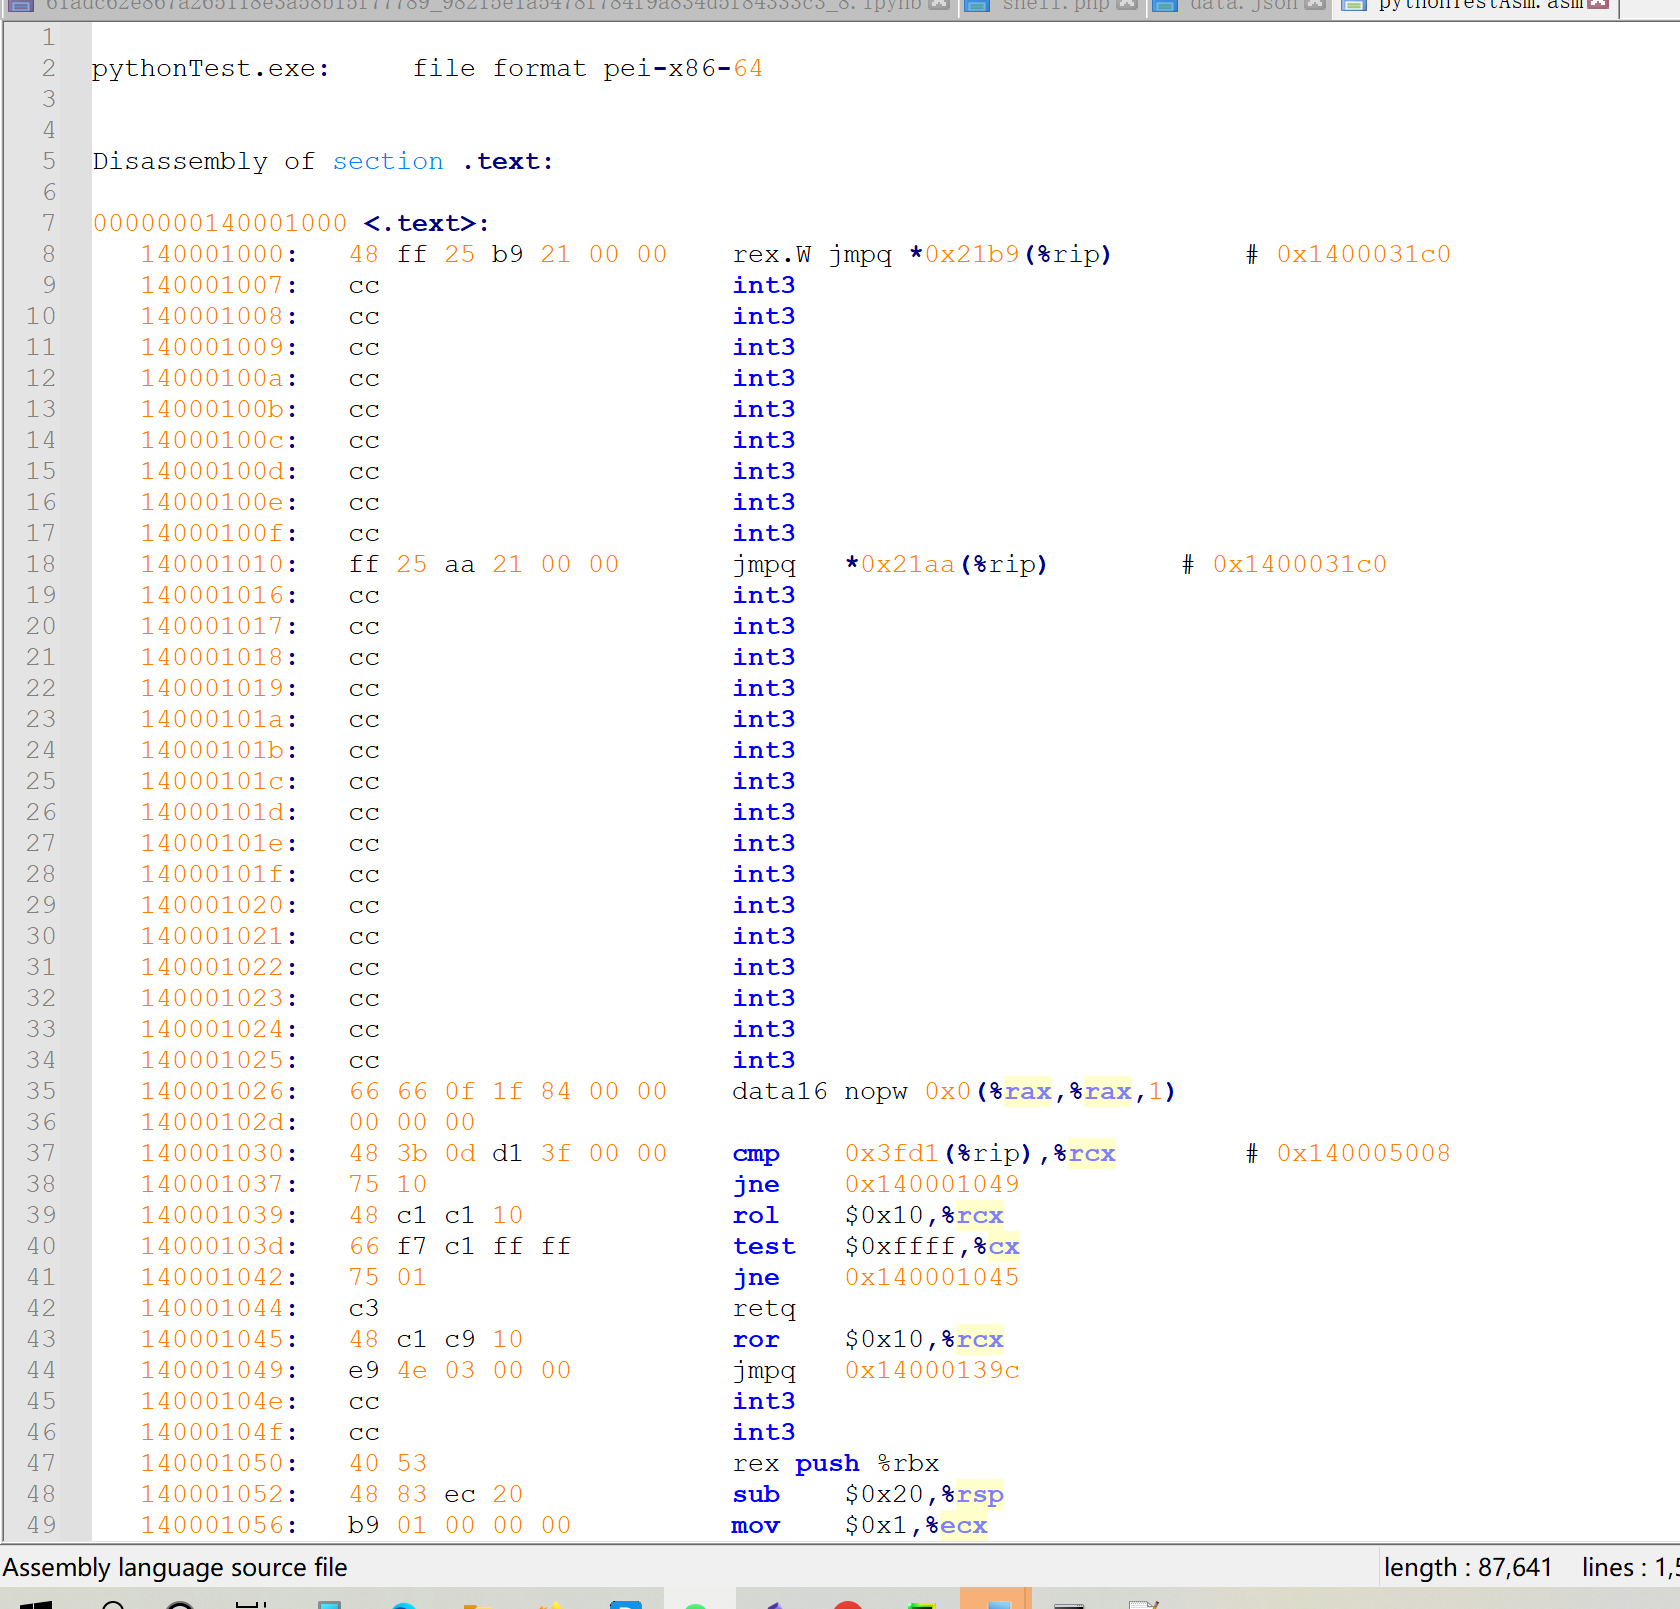 shell.php data.json pythonTestAsm.asm
1
2 pythonTest.exe:     file format pei-x86-64
3
4
5 Disassembly of section .text:
6
7 0000000140001000 <.text>:
8    140001000:   48 ff 25 b9 21 00 00    rex.W jmpq *0x21b9(%rip)        # 0x1400031c0
9    140001007:   cc                      int3
10    140001008:   cc                      int3
11    140001009:   cc                      int3
12    14000100a:   cc                      int3
13    14000100b:   cc                      int3
14    14000100c:   cc                      int3
15    14000100d:   cc                      int3
16    14000100e:   cc                      int3
17    14000100f:   cc                      int3
18    140001010:   ff 25 aa 21 00 00       jmpq   *0x21aa(%rip)        # 0x1400031c0
19    140001016:   cc                      int3
20    140001017:   cc                      int3
21    140001018:   cc                      int3
22    140001019:   cc                      int3
23    14000101a:   cc                      int3
24    14000101b:   cc                      int3
25    14000101c:   cc                      int3
26    14000101d:   cc                      int3
27    14000101e:   cc                      int3
28    14000101f:   cc                      int3
29    140001020:   cc                      int3
30    140001021:   cc                      int3
31    140001022:   cc                      int3
32    140001023:   cc                      int3
33    140001024:   cc                      int3
34    140001025:   cc                      int3
35    140001026:   66 66 0f 1f 84 00 00    data16 nopw 0x0(%rax,%rax,1)
36    14000102d:   00 00 00
37    140001030:   48 3b 0d d1 3f 00 00    cmp    0x3fd1(%rip),%rcx        # 0x140005008
38    140001037:   75 10                   jne    0x140001049
39    140001039:   48 c1 c1 10             rol    $0x10,%rcx
40    14000103d:   66 f7 c1 ff ff          test   $0xffff,%cx
41    140001042:   75 01                   jne    0x140001045
42    140001044:   c3                      retq
43    140001045:   48 c1 c9 10             ror    $0x10,%rcx
44    140001049:   e9 4e 03 00 00          jmpq   0x14000139c
45    14000104e:   cc                      int3
46    14000104f:   cc                      int3
47    140001050:   40 53                   rex push %rbx
48    140001052:   48 83 ec 20             sub    $0x20,%rsp
49    140001056:   b9 01 00 00 00          mov    $0x1,%ecx
Assembly language source file length : 87,641 lines : 1,5